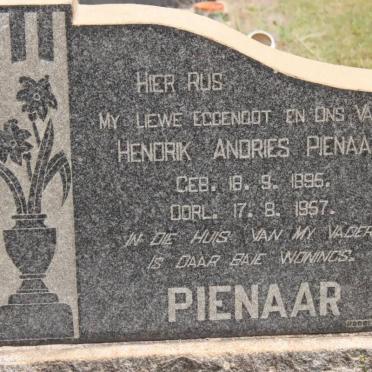 HIER RUS
MY LIEWE EGGENOOT EN ONS VA
HENDRIK ANDRIES PIENAA
GEB. 18. 9. 1895.
OORL. 17. 8. 1957.
IN DIE HUIS VAN MY VADER
IS DAAR BAIE WONINGS.
PIENAAR